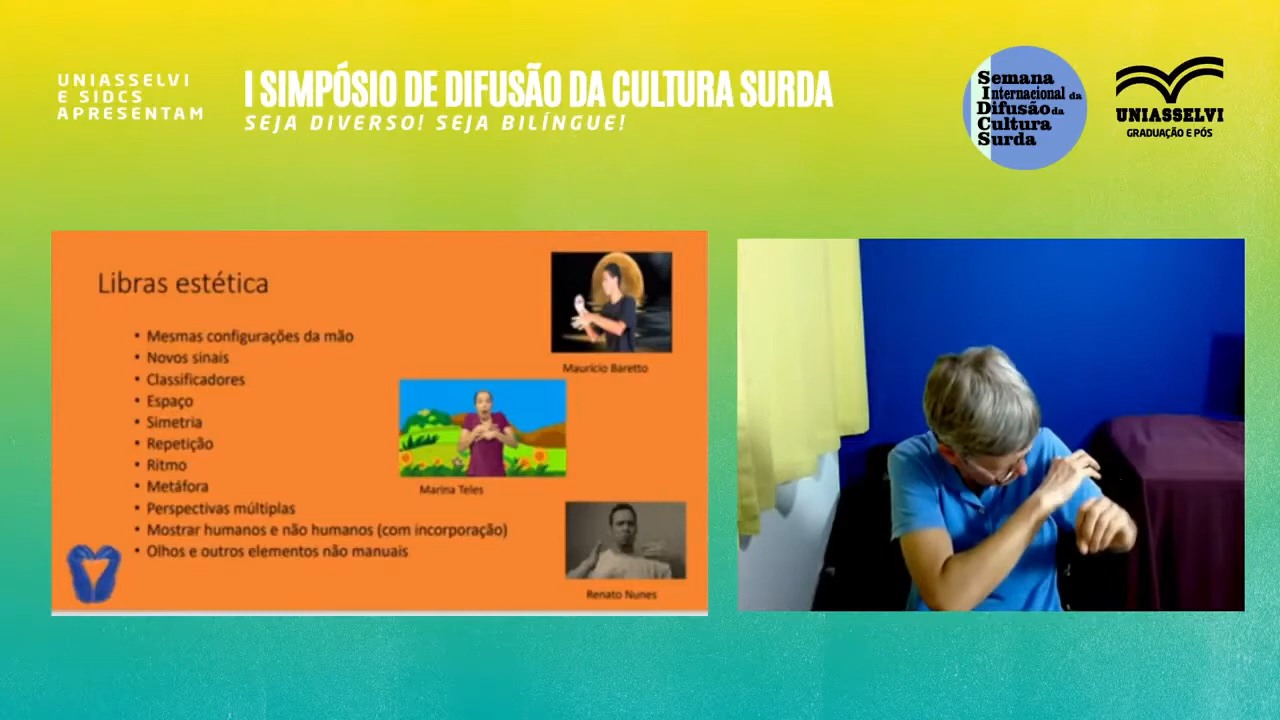 UNIASSELVI
E SIDCS
APRESENTAM
I SIMPÓSIO DE DIFUSÃO DA CULTURA SURDA
SEJA DIVERSO! SEJA BILÍNGUE!
Semana
Internacional da
Difusão da
Cultura
Surda
UNIASSELVI
GRADUAÇÃO E PÓS
Libras estética
• Mesmas configurações da mão
• Novos sinais
• Classificadores
• Espaço
• Simetria
• Repetição
• Ritmo
• Metáfora
• Perspectivas múltiplas
• Mostrar humanos e não humanos (com incorporação)
• Olhos e outros elementos não manuais
Maurício Baretto
Marina Teles
Renato Nunes